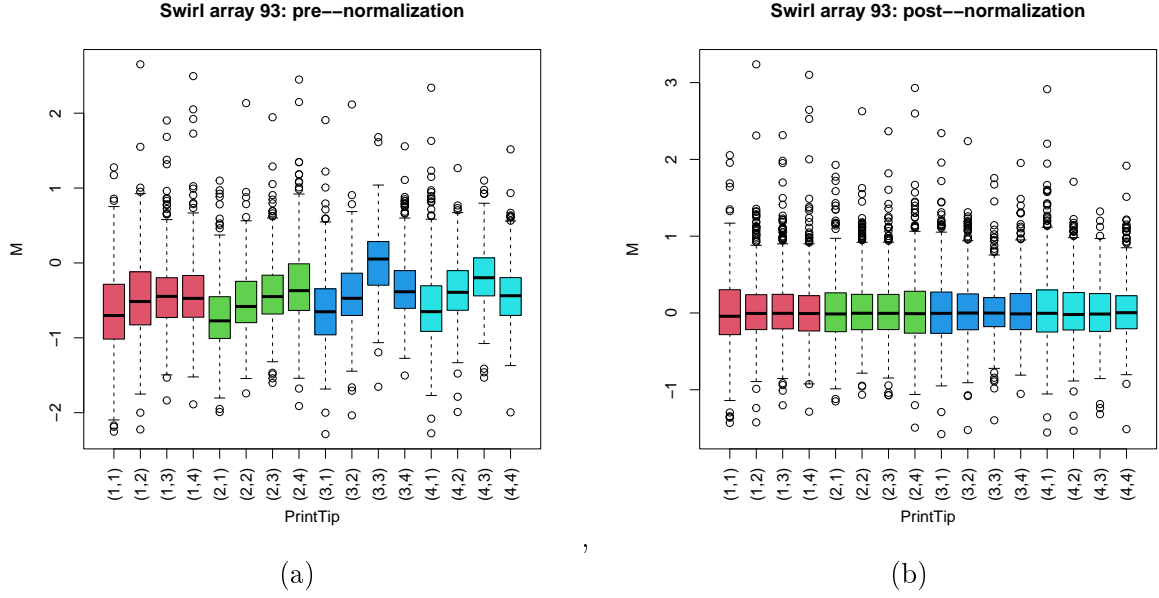 Swirl array 93: pre−−normalization
M
2
1
0
−1
−2
(1,1) (1,2) (1,3) (1,4) (2,1) (2,2) (2,3) (2,4) (3,1) (3,2) (3,3) (3,4) (4,1) (4,2) (4,3) (4,4)
PrintTip
(a)
,
Swirl array 93: post−−normalization
M
3
2
1
0
−1
(1,1) (1,2) (1,3) (1,4) (2,1) (2,2) (2,3) (2,4) (3,1) (3,2) (3,3) (3,4) (4,1) (4,2) (4,3) (4,4)
PrintTip
(b)